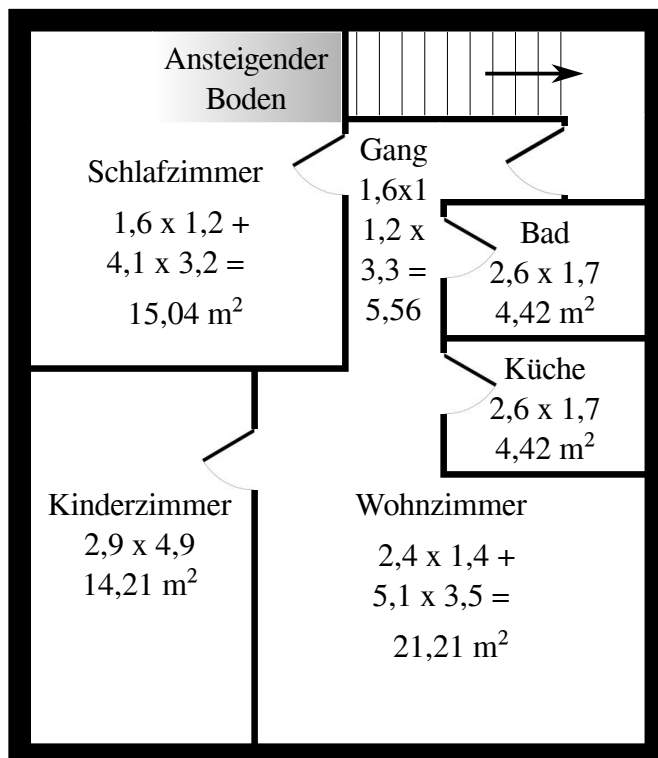 Ansteigender
Boden
Schlafzimmer
1,6 x 1,2 +
4,1 x 3,2 =
15,04 m²
Gang
1,6x1
1,2 x
3,3 =
5,56
Bad
2,6 x 1,7
4,42 m²
Küche
2,6 x 1,7
4,42 m²
Kinderzimmer
2,9 x 4,9
14,21 m²
Wohnzimmer
2,4 x 1,4 +
5,1 x 3,5 =
21,21 m²